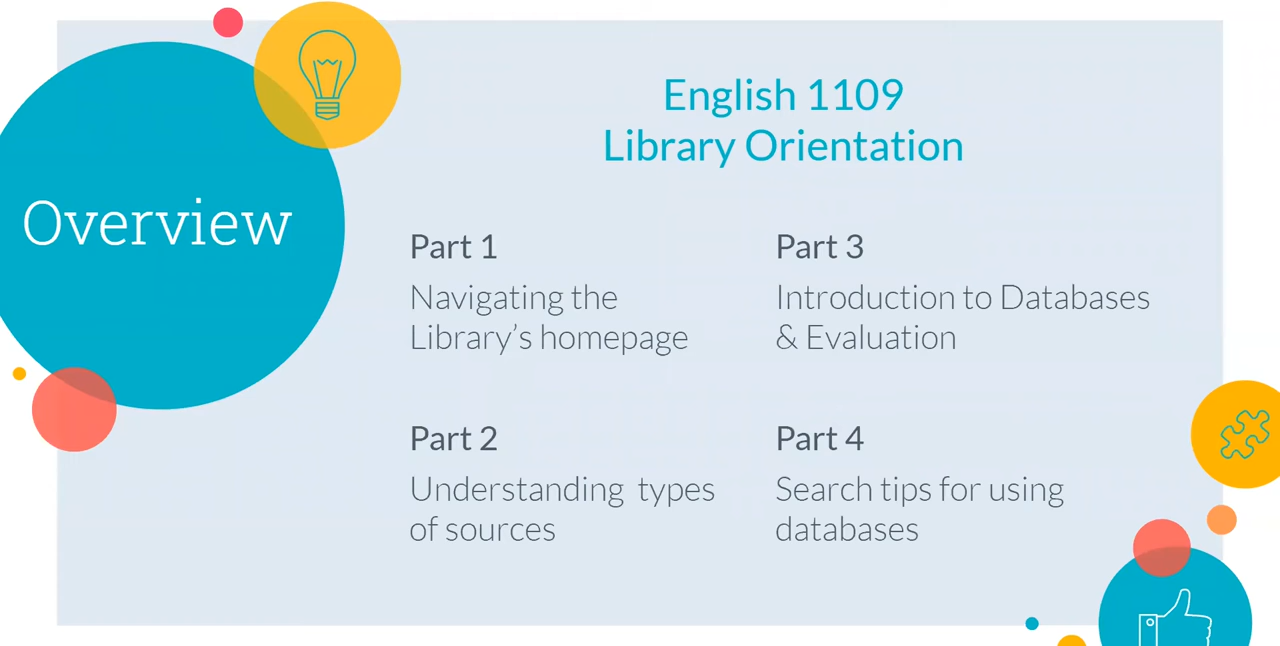 Overview
English 1109
Library Orientation
Part 1
Navigating the
Library's homepage
Part 2
Understanding  types
of sources
Part 3
Introduction to Databases
& Evaluation
Part 4
Search tips for using
databases